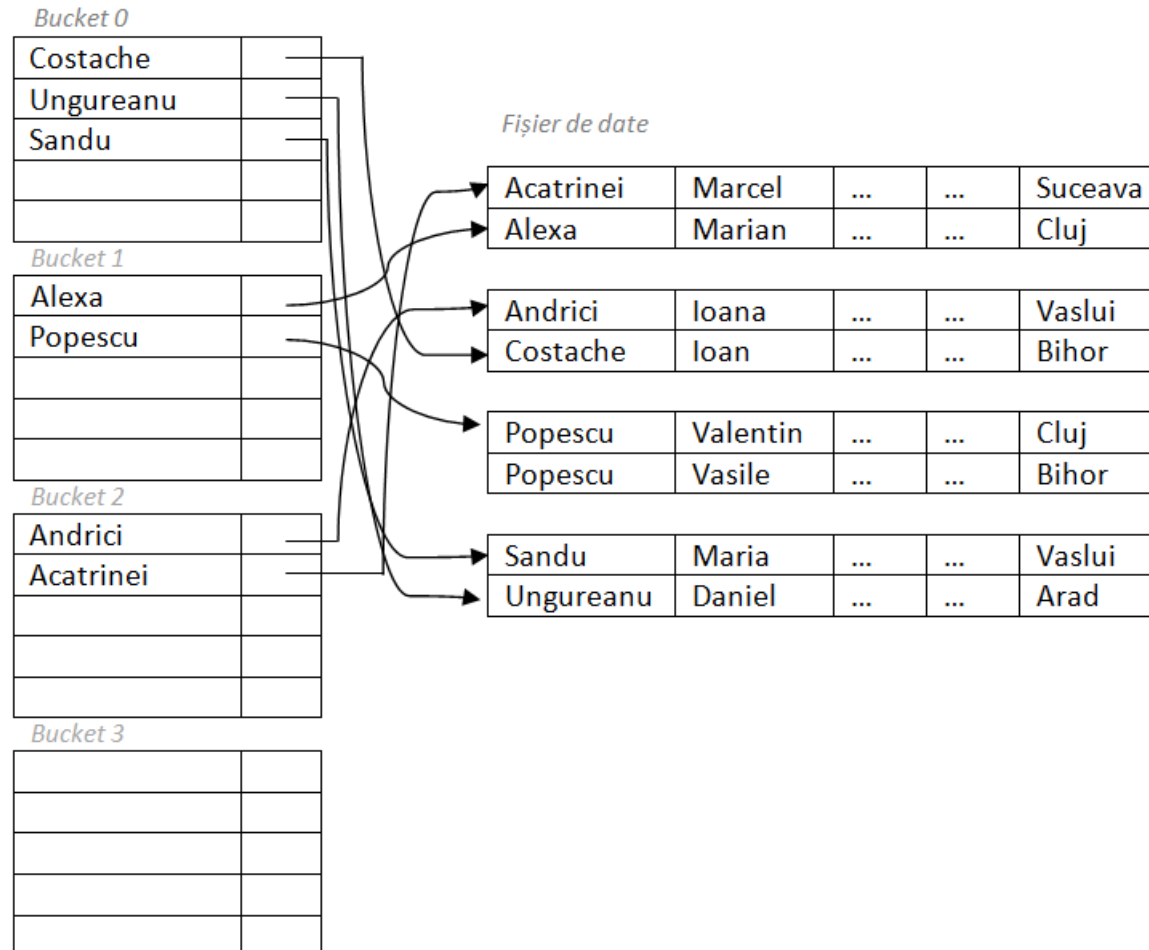 Bucket 0
Costache
Ungureanu
Sandu
Bucket 1
Alexa
Popescu
Bucket 2
Andrici
Acatrinei
Bucket 3
Fișier de date
Acatrinei Marcel ... ... Suceava
Alexa Marian ... ... Cluj
Andrici Ioana ... ... Vaslui
Costache Ioan ... ... Bihor
Popescu Valentin ... ... Cluj
Popescu Vasile ... ... Bihor
Sandu Maria ... ... Vaslui
Ungureanu Daniel ... ... Arad